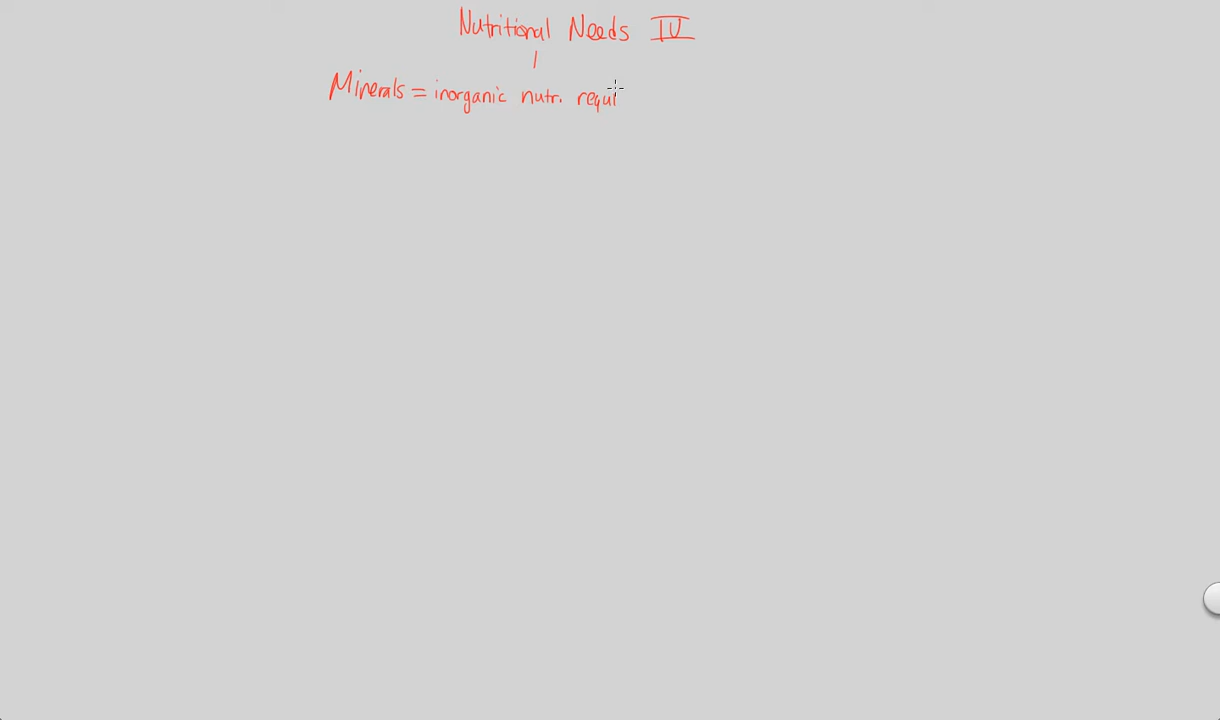 Nutritional Needs IV
Minerals = inorganic nutr. requi